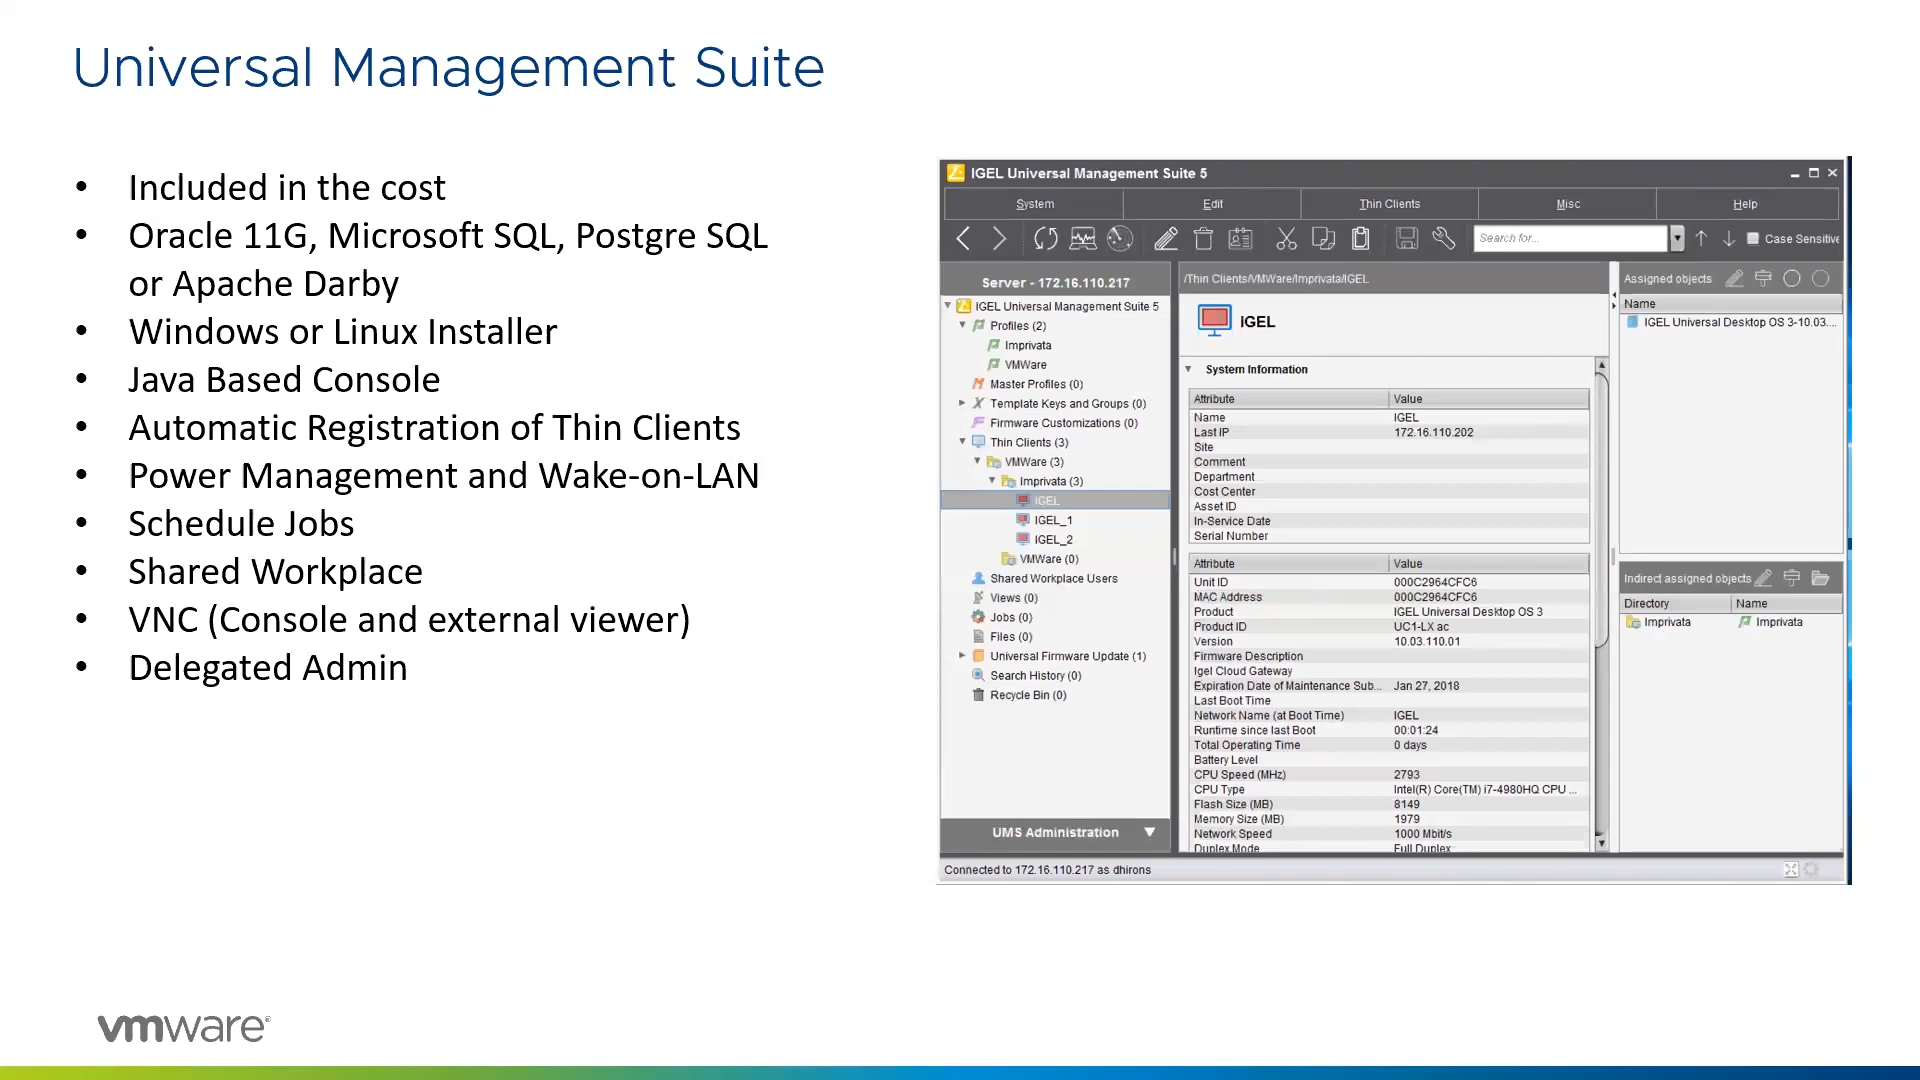 Universal Management Suite
• Included in the cost
• Oracle 11G, Microsoft SQL, Postgre SQL
or Apache Darby
• Windows or Linux Installer
• Java Based Console
• Automatic Registration of Thin Clients
• Power Management and Wake-on-LAN
• Schedule Jobs
• Shared Workplace
• VNC (Console and external viewer)
• Delegated Admin
IGEL Universal Management Suite 5
System Edit Thin Clients Misc Help
Search for... Case Sensitive
Server - 172.16.110.217
IGEL Universal Management Suite 5
Profiles (2)
Imprivata
VMWare
Master Profiles (0)
Template Keys and Groups (0)
Firmware Customizations (0)
Thin Clients (3)
VMWare (3)
Imprivata (3)
IGEL
IGEL_1
IGEL_2
VMWare (0)
Shared Workplace Users
Views (0)
Jobs (0)
Files (0)
Universal Firmware Update (1)
Search History (0)
Recycle Bin (0)
UMS Administration
/Thin Clients/VMWare/Imprivata/IGEL
IGEL
System Information
Attribute Value
Name IGEL
Last IP 172.16.110.202
Site
Comment
Department
Cost Center
Asset ID
In-Service Date
Serial Number
Attribute Value
Unit ID 000C2964CFC6
MAC Address 000C2964CFC6
Product IGEL Universal Desktop OS 3
Product ID UC1-LX ac
Version 10.03.110.01
Firmware Description
Igel Cloud Gateway
Expiration Date of Maintenance Sub... Jan 27, 2018
Last Boot Time
Network Name (at Boot Time) IGEL
Runtime since last Boot 00:01:24
Total Operating Time 0 days
Battery Level
CPU Speed (MHz) 2793
CPU Type Intel(R) Core(TM) i7-4980HQ CPU ...
Flash Size (MB) 8149
Memory Size (MB) 1979
Network Speed 1000 Mbit/s
Duplex Mode Full Duplex
Assigned objects
Name
IGEL Universal Desktop OS 3-10.03....
Indirect assigned objects
Directory Name
Imprivata Imprivata
Connected to 172.16.110.217 as dhirons
vmware®